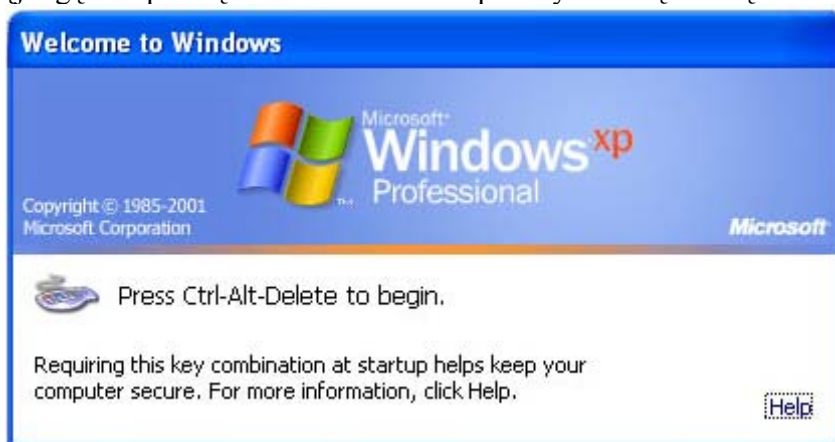 Welcome to Windows
Microsoft®
Windows xp
Professional
Copyright © 1985-2001
Microsoft Corporation
Microsoft
Press Ctrl-Alt-Delete to begin.
Requiring this key combination at startup helps keep your
computer secure. For more information, click Help.
Help